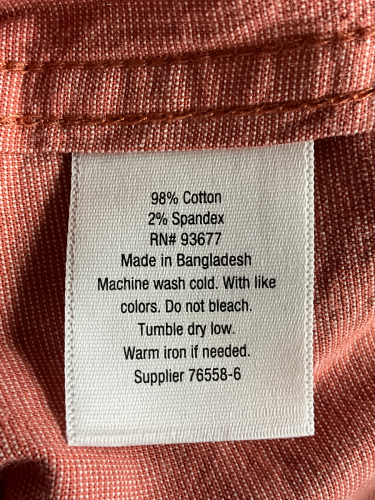 98% Cotton
2% Spandex
RN# 93677
Made in Bangladesh
Machine wash cold. With like
colors. Do not bleach.
Tumble dry low.
Warm iron if needed.
Supplier 76558-6